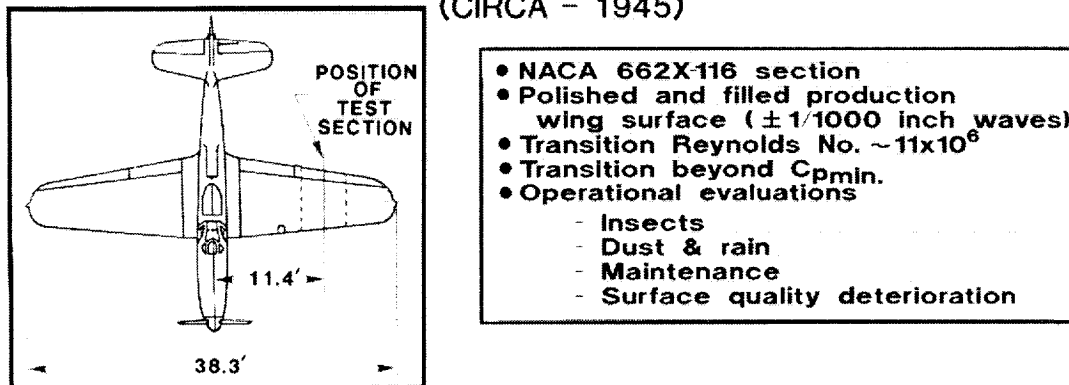 (CIRCA - 1945)
POSITION
OF
TEST
SECTION
11.4′
38.3′
• NACA 662X-116 section
• Polished and filled production
wing surface (±1/1000 inch waves)
• Transition Reynolds No. ~11x10⁶
• Transition beyond Cpmin.
• Operational evaluations
- Insects
- Dust & rain
- Maintenance
- Surface quality deterioration